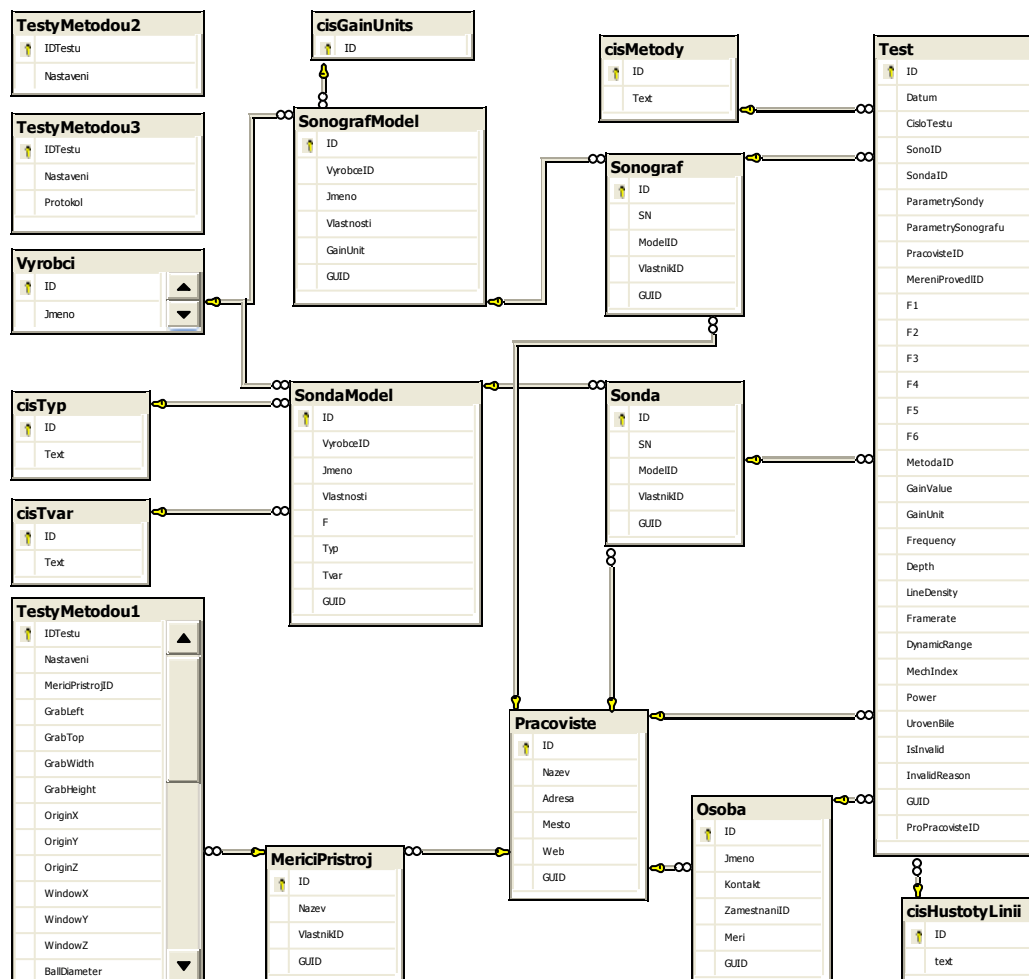 TestyMetodou2
IDTestu
Nastaveni
TestyMetodou3
IDTestu
Nastaveni
Protokol
Vyrobci
ID
Jmeno
cisTyp
ID
Text
cisTvar
ID
Text
TestyMetodou1
IDTestu
Nastaveni
MericiPristrojID
GrabLeft
GrabTop
GrabWidth
GrabHeight
OriginX
OriginY
OriginZ
WindowX
WindowY
WindowZ
BallDiameter
cisGainUnits
ID
SonografModel
ID
VyrobceID
Jmeno
Vlastnosti
GainUnit
GUID
SondaModel
ID
VyrobceID
Jmeno
Vlastnosti
F
Typ
Tvar
GUID
MericiPristroj
ID
Nazev
VlastnikID
GUID
cisMetody
ID
Text
Sonograf
ID
SN
ModelID
VlastnikID
GUID
Sonda
ID
SN
ModelID
VlastnikID
GUID
Pracoviste
ID
Nazev
Adresa
Mesto
Web
GUID
Osoba
ID
Jmeno
Kontakt
ZamestnaniID
Meri
GUID
Test
ID
Datum
CisloTestu
SonoID
SondaID
ParametrySondy
ParametrySonografu
PracovisteID
MereniProvedlID
F1
F2
F3
F4
F5
F6
MetodaID
GainValue
GainUnit
Frequency
Depth
LineDensity
Framerate
DynamicRange
MechIndex
Power
UrovenBile
IsInvalid
InvalidReason
GUID
ProPracovisteID
cisHustotyLinii
ID
text